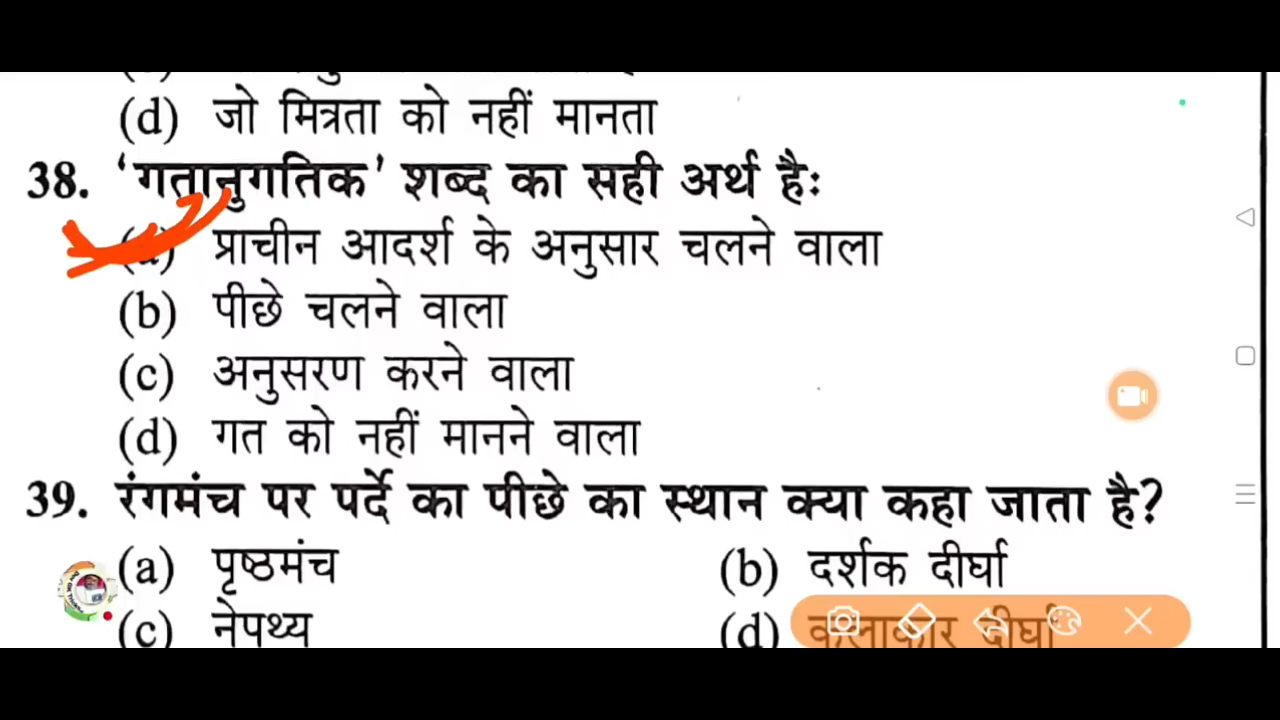 (d) जो मित्रता को नहीं मानता
38. ‘गतानुगतिक’ शब्द का सही अर्थ हैः
(a) प्राचीन आदर्श के अनुसार चलने वाला
(b) पीछे चलने वाला
(c) अनुसरण करने वाला
(d) गत को नहीं मानने वाला
39. रंगमंच पर पर्दे का पीछे का स्थान क्या कहा जाता है?
(a) पृष्ठमंच (b) दर्शक दीर्घा
(c) नेपथ्य (d) कलाकार दीर्घा